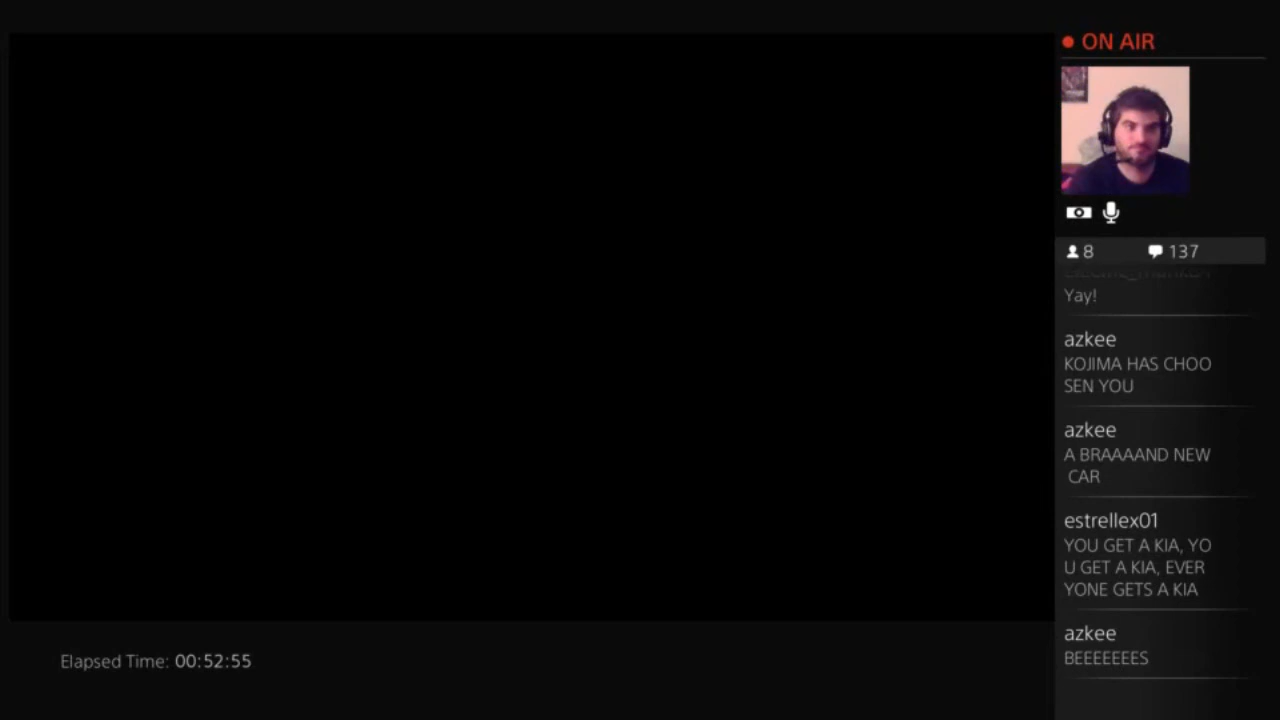 ON AIR
8
137
Yay!
azkee
KOJIMA HAS CHOO
SEN YOU
azkee
A BRAAAAND NEW
CAR
estrellex01
YOU GET A KIA, YO
U GET A KIA, EVER
YONE GETS A KIA
azkee
BEEEEEEES
Elapsed Time: 00:52:55